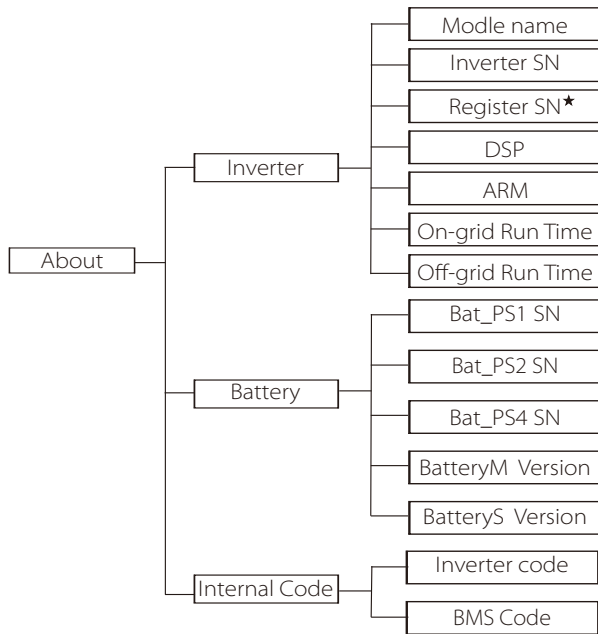 Modle name
Inverter SN
Register SN★
DSP
Inverter
ARM
On-grid Run Time
About
Off-grid Run Time
Bat_PS1 SN
Bat_PS2 SN
Battery
Bat_PS4 SN
BatteryM Version
BatteryS Version
Inverter code
Internal Code
BMS Code